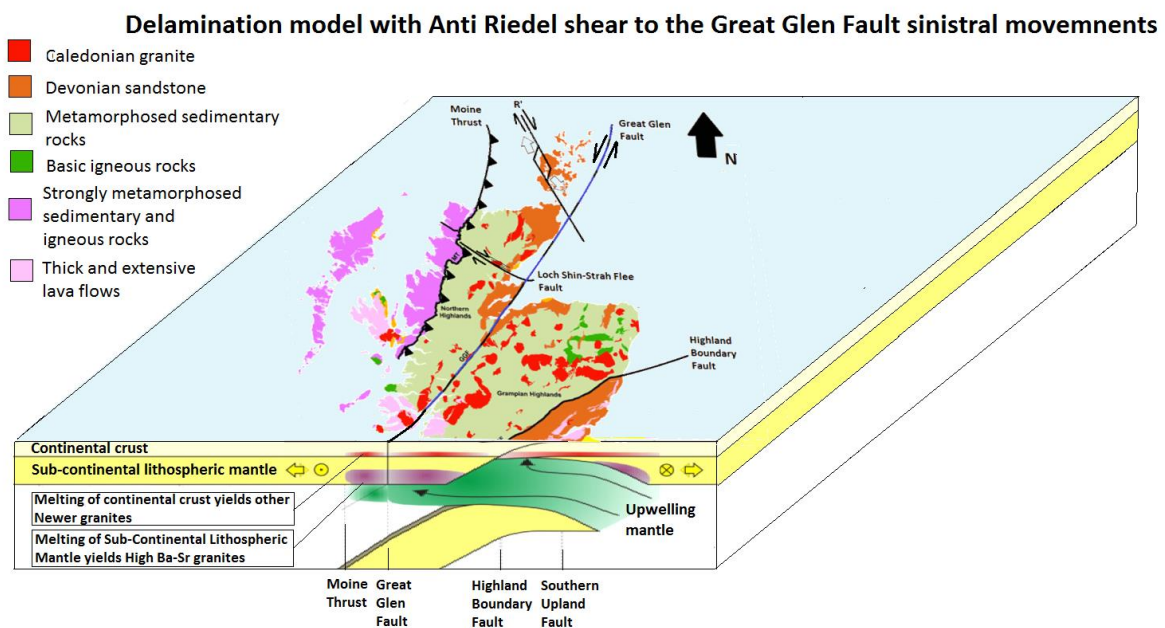 Delamination model with Anti Riedel shear to the Great Glen Fault sinistral movemnents
Caledonian granite
Devonian sandstone
Metamorphosed sedimentary
rocks
Basic igneous rocks
Strongly metamorphosed
sedimentary and
igneous rocks
Thick and extensive
lava flows
Moine
Thrust
R'
Great Glen
Fault
N
MT
Loch Shin-Strah Flee
Fault
Northern
Highlands
GGF
Highland
Boundary
Fault
Grampian Highlands
Continental crust
Sub-continental lithospheric mantle
Melting of continental crust yields other
Newer granites
Melting of Sub-Continental Lithospheric
Mantle yields High Ba-Sr granites
Upwelling
mantle
Moine
Thrust
Great
Glen
Fault
Highland
Boundary
Fault
Southern
Upland
Fault